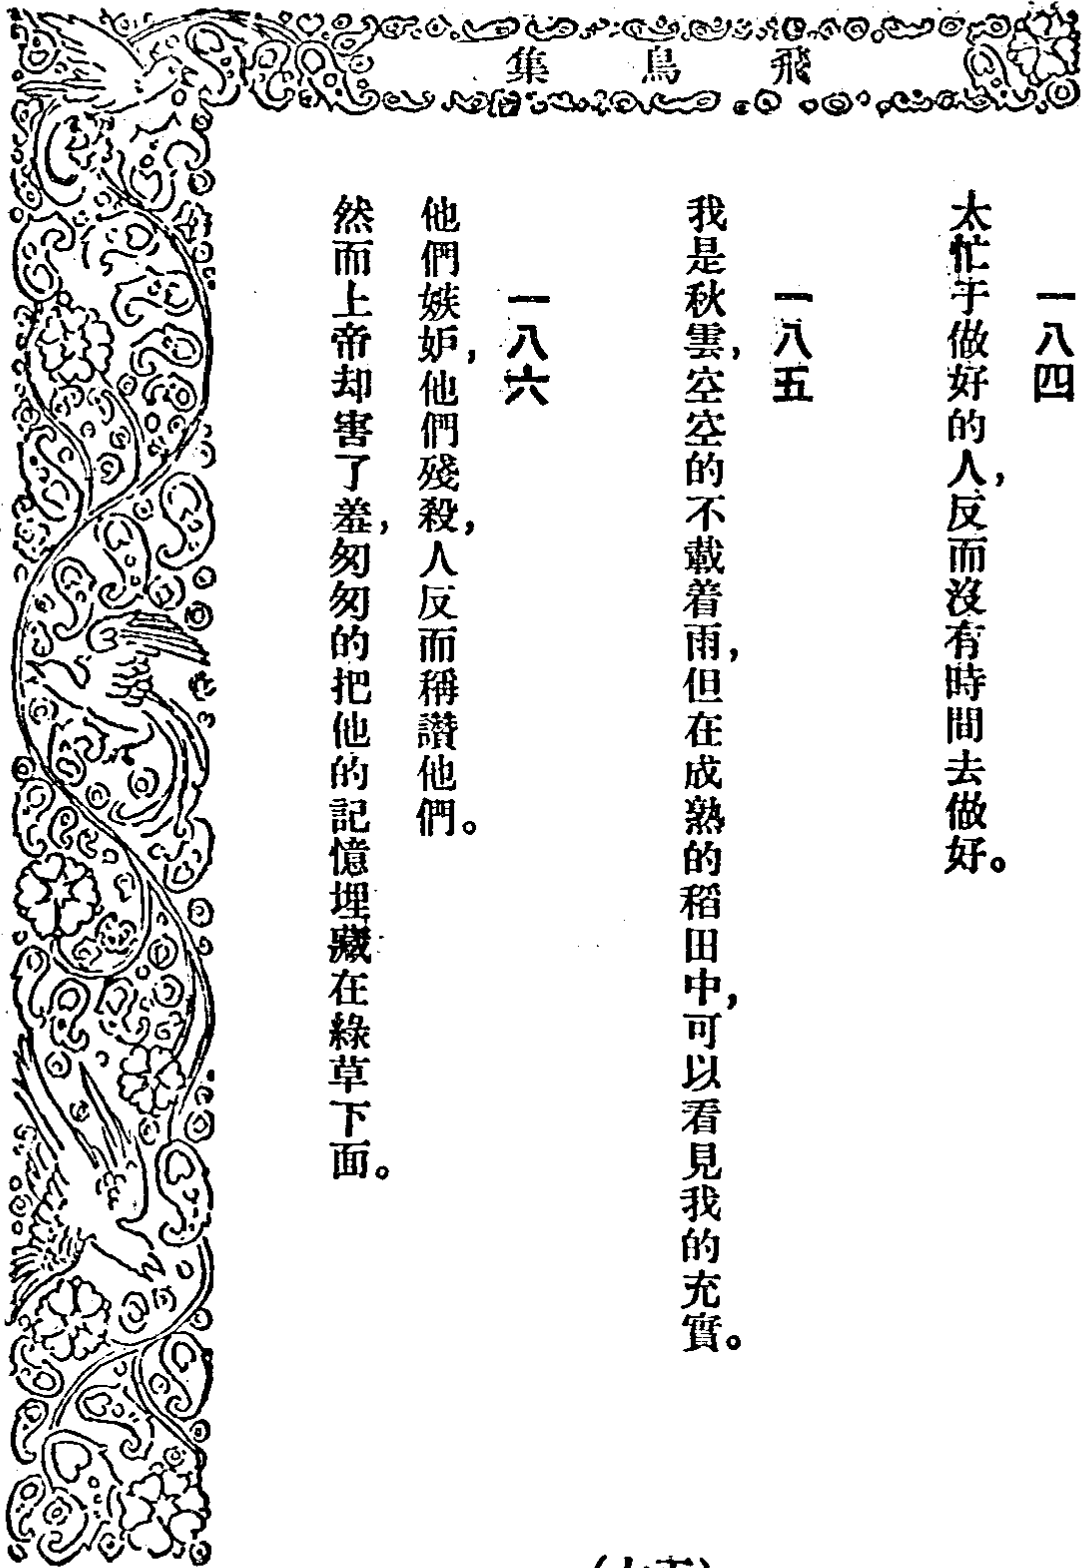 飛鳥集
一八四
太忙于做好的人,反而沒有時間去做好。
一八五
我是秋雲,空空的不載着雨,但在成熟的稻田中,可以看見我的充實。
一八六
他們嫉妒,他們殘殺,人反而稱讚他們。
然而上帝却害了羞,匆匆的把他的記憶埋藏在綠草下面。